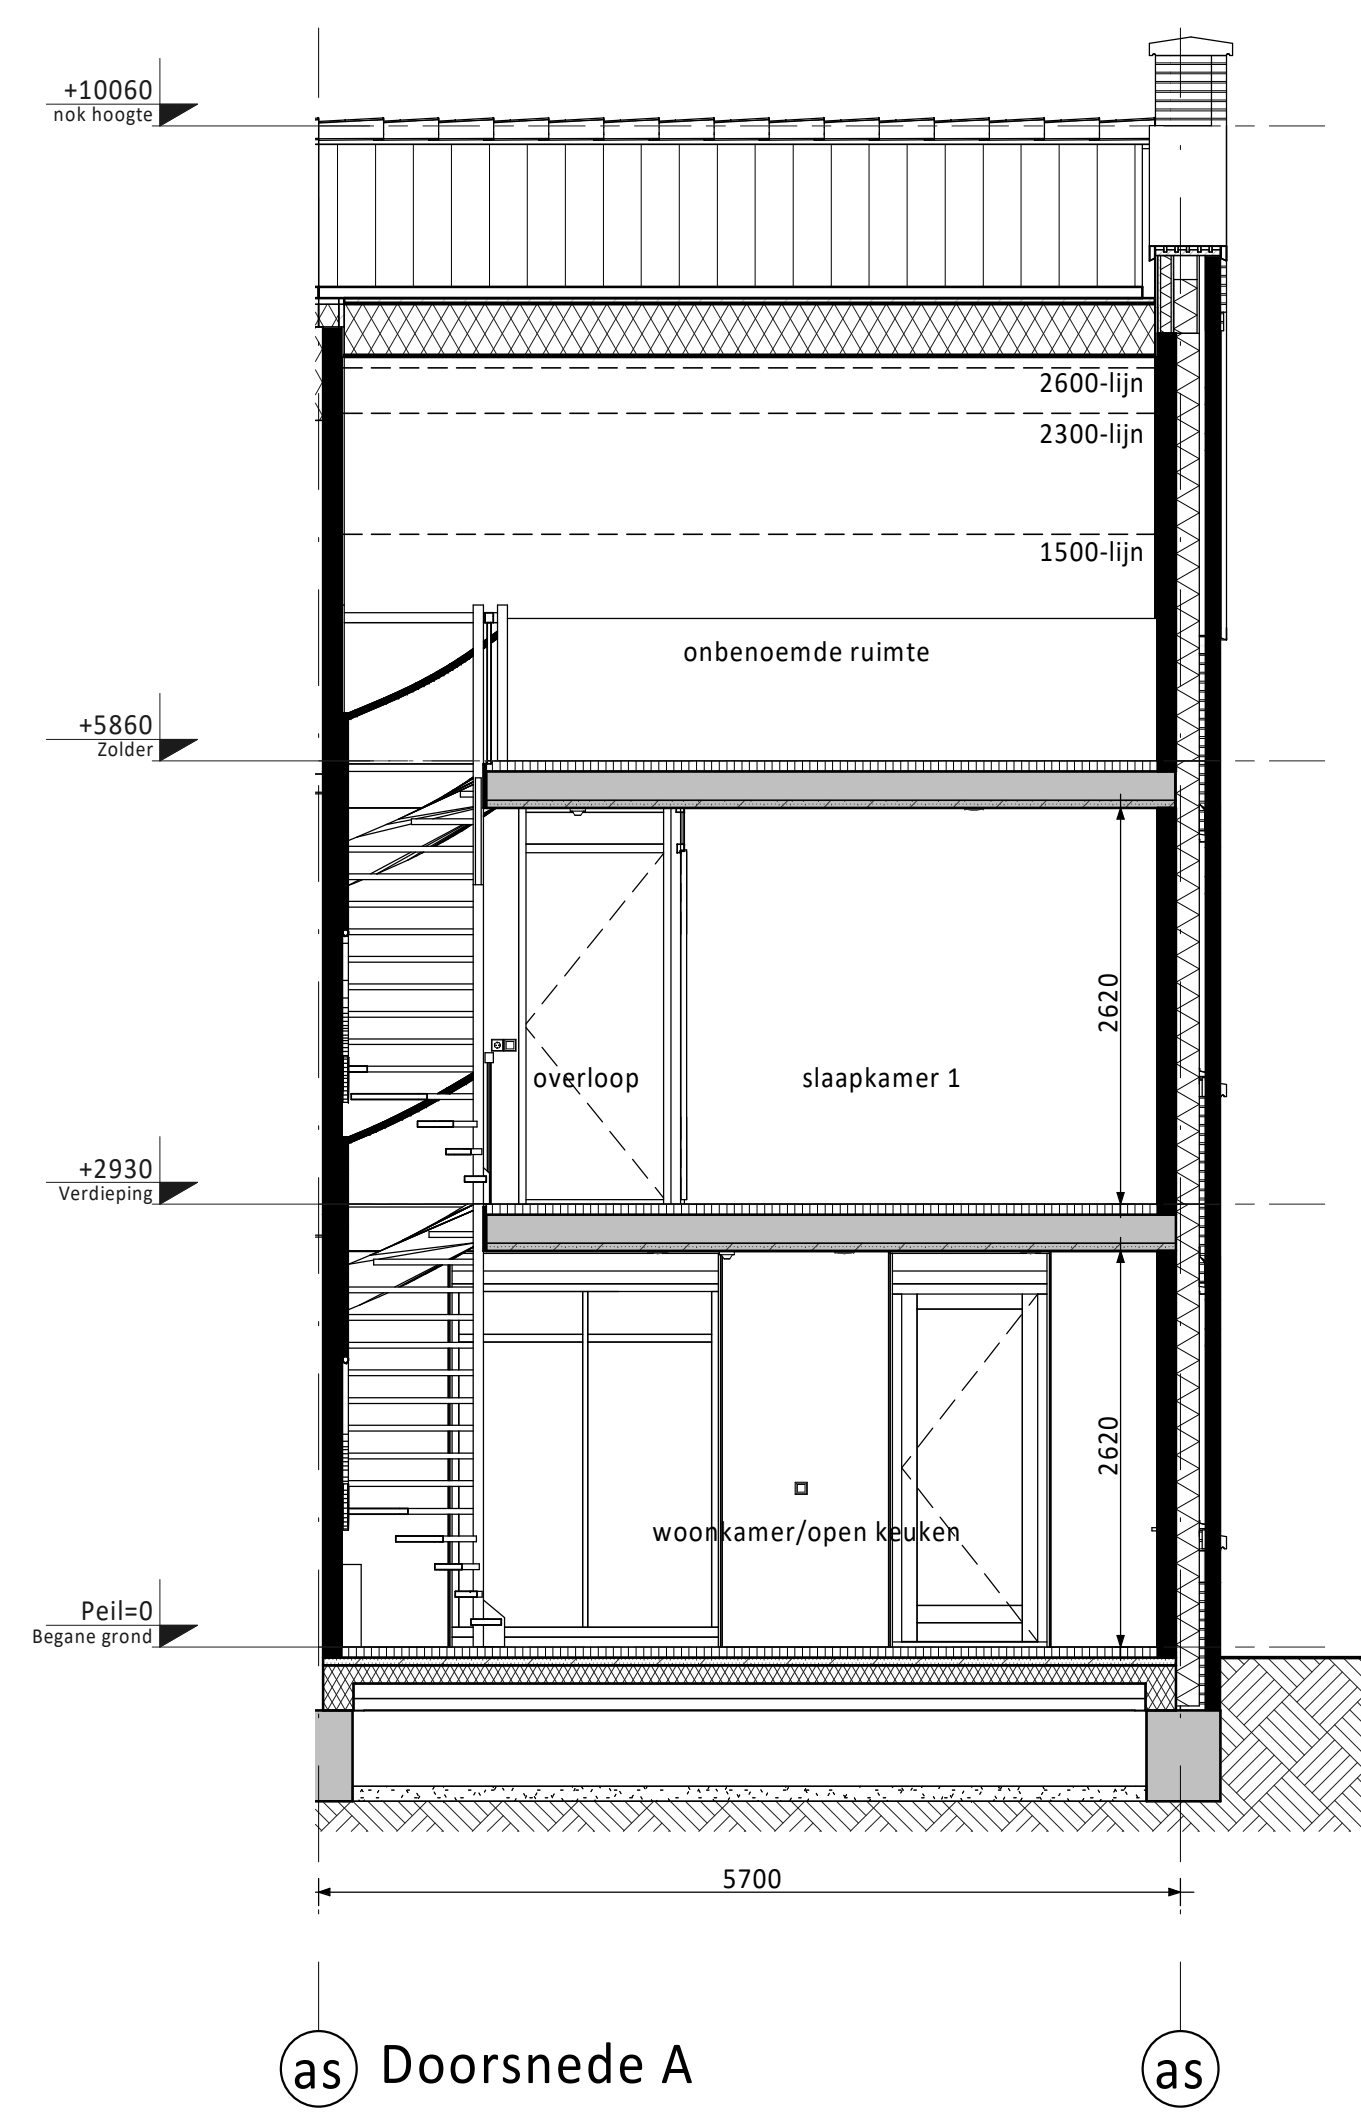 +10060
nok hoogte
2600-lijn
2300-lijn
1500-lijn
onbenoemde ruimte
+5860
Zolder
2620
overloop
slaapkamer 1
+2930
Verdieping
2620
woonkamer/open keuken
Peil=0
Begane grond
5700
as
Doorsnede A
as